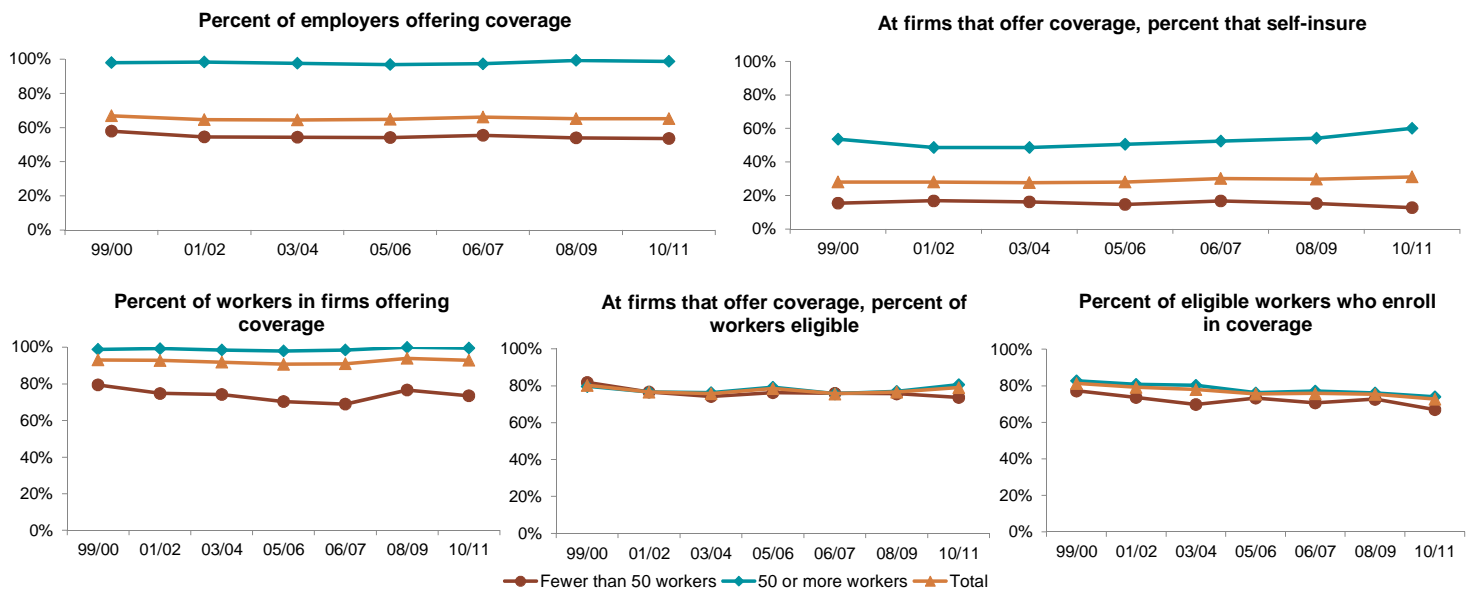 Percent of employers offering coverage
100%
80%
60%
40%
20%
0%
99/00 01/02 03/04 05/06 06/07 08/09 10/11
At firms that offer coverage, percent that self-insure
100%
80%
60%
40%
20%
0%
99/00 01/02 03/04 05/06 06/07 08/09 10/11
Percent of workers in firms offering
coverage
100%
80%
60%
40%
20%
0%
99/00 01/02 03/04 05/06 06/07 08/09 10/11
At firms that offer coverage, percent of
workers eligible
100%
80%
60%
40%
20%
0%
99/00 01/02 03/04 05/06 06/07 08/09 10/11
Percent of eligible workers who enroll
in coverage
100%
80%
60%
40%
20%
0%
99/00 01/02 03/04 05/06 06/07 08/09 10/11
Fewer than 50 workers 50 or more workers Total